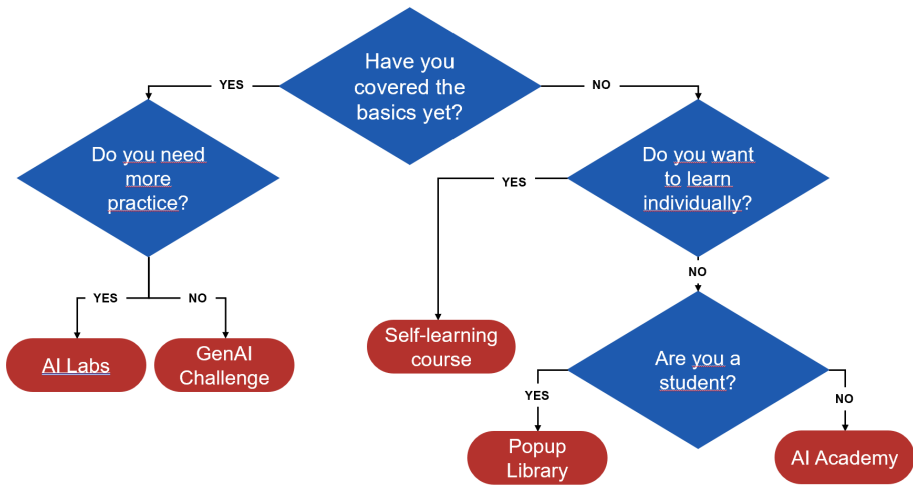 Have you
covered the
basics yet?
YES
NO
Do you need
more
practice?
Do you want
to learn
individually?
YES
NO
YES
NO
AI Labs
GenAI
Challenge
Self-learning
course
Are you a
student?
YES
NO
Popup
Library
AI Academy